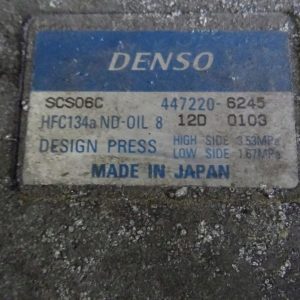 DENSO
SCS06C 447220-6245
HFC134a ND-OIL 8 12D 0103
DESIGN PRESS HIGH SIDE 3.53MPa
LOW SIDE 1.67MPa
MADE IN JAPAN